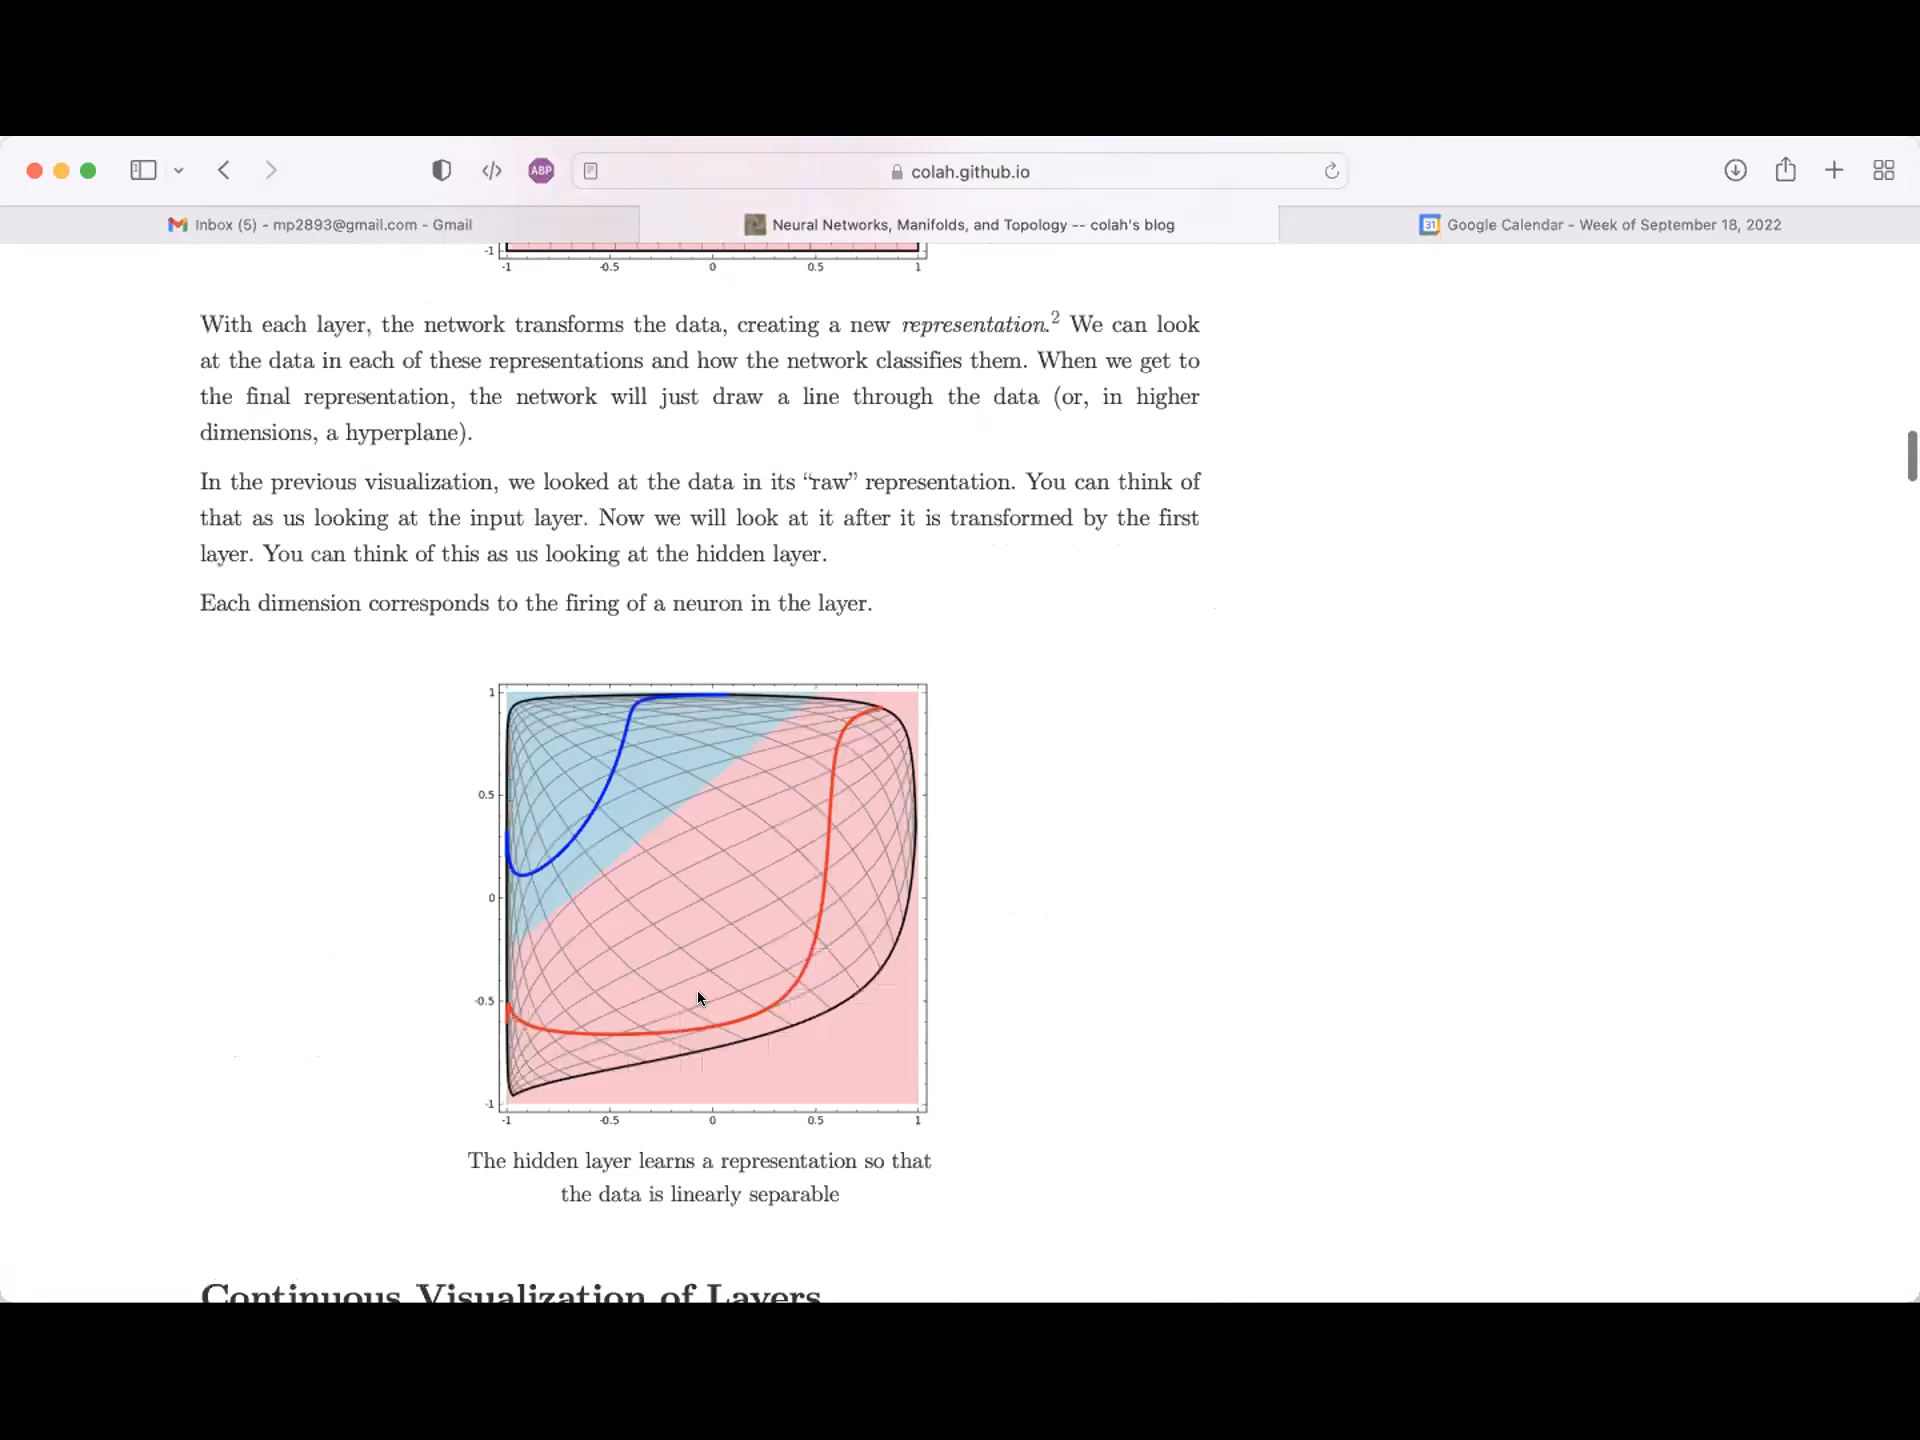 ABP
colah.github.io
Inbox (5) - mp2893@gmail.com - Gmail
Neural Networks, Manifolds, and Topology -- colah's blog
31
Google Calendar - Week of September 18, 2022
-1
-1 -0.5 0 0.5 1
With each layer, the network transforms the data, creating a new representation.2 We can look
at the data in each of these representations and how the network classifies them. When we get to
the final representation, the network will just draw a line through the data (or, in higher
dimensions, a hyperplane).
In the previous visualization, we looked at the data in its “raw” representation. You can think of
that as us looking at the input layer. Now we will look at it after it is transformed by the first
layer. You can think of this as us looking at the hidden layer.
Each dimension corresponds to the firing of a neuron in the layer.
1
0.5
0
-0.5
-1
-1 -0.5 0 0.5 1
The hidden layer learns a representation so that
the data is linearly separable
Continuous Visualization of Layers